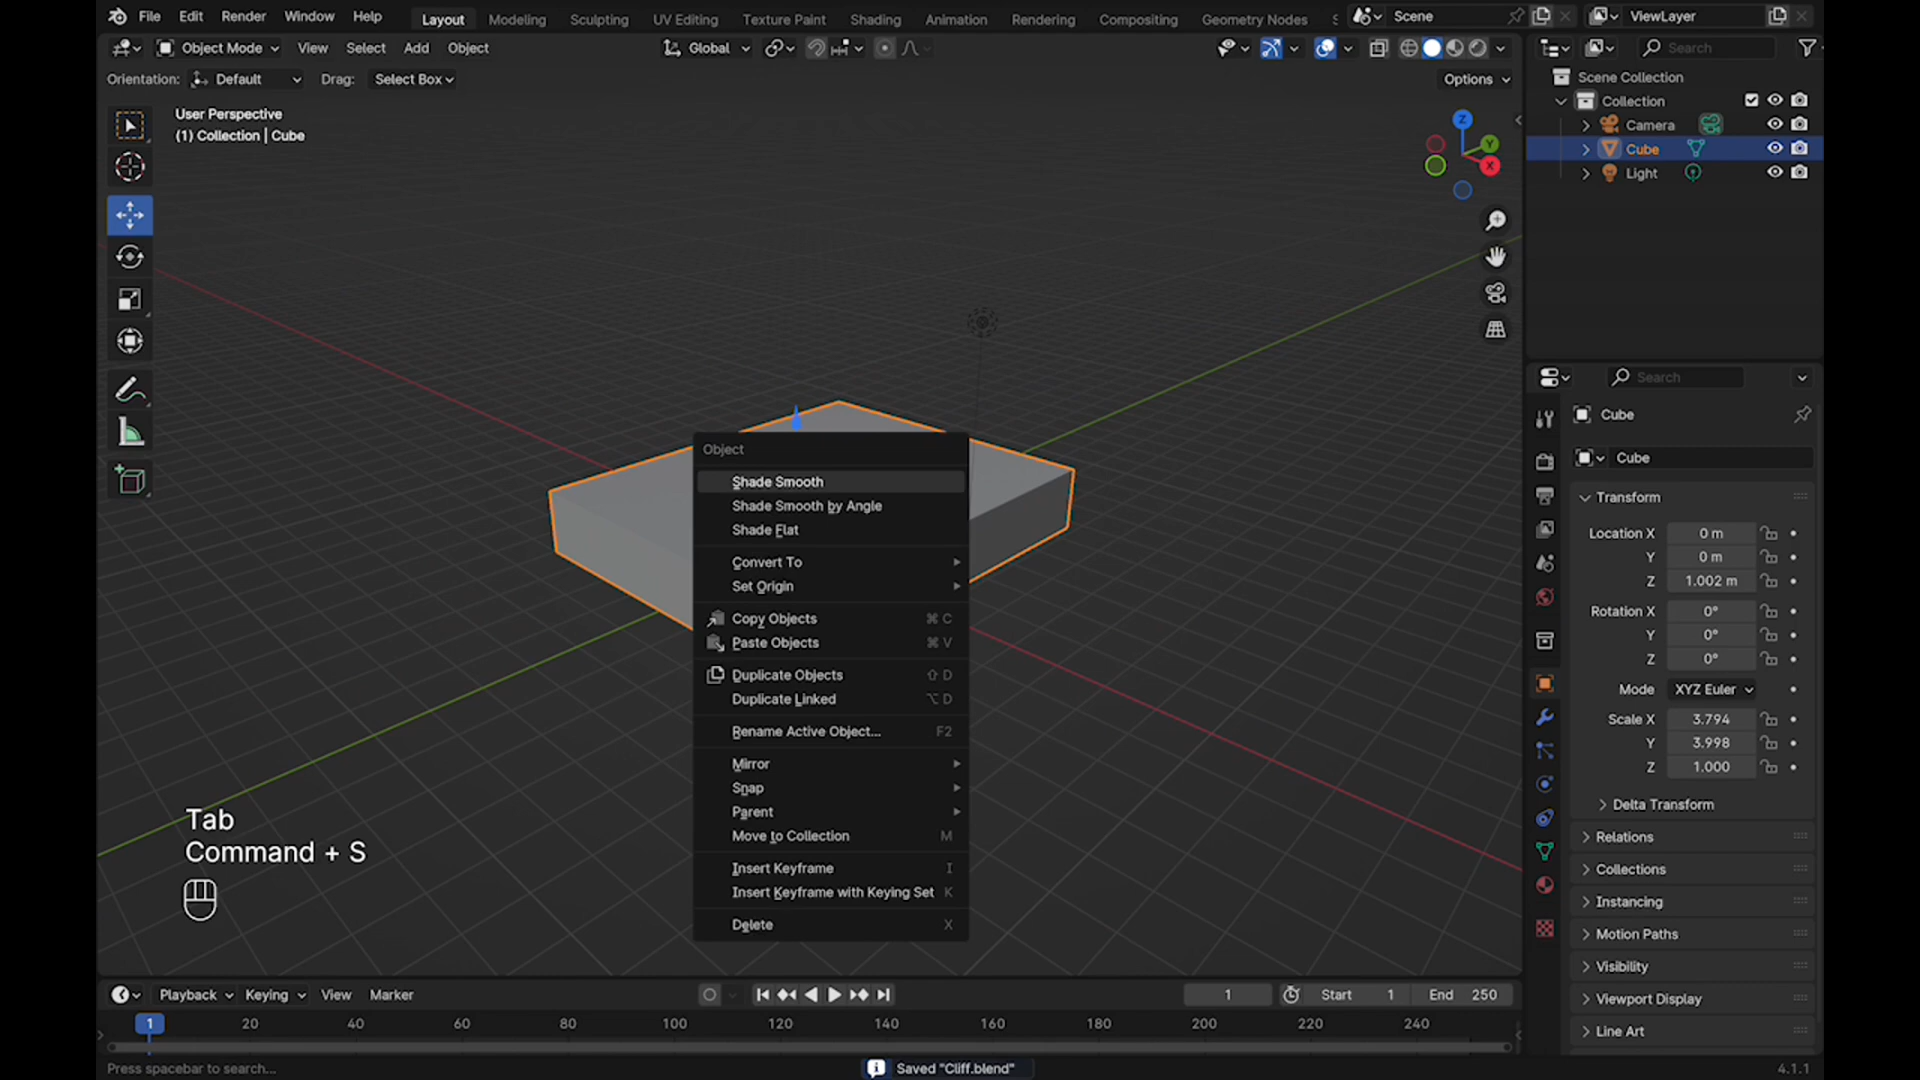 File Edit Render Window Help Layout Modeling Sculpting UV Editing Texture Paint Shading Animation Rendering Compositing Geometry Nodes Scene ViewLayer
Object Mode View Select Add Object Global Search
Orientation: Default Drag: Select Box Options
User Perspective
(1) Collection | Cube
Z
Y
X
Scene Collection
Collection
Camera
Cube
Light
Search
Cube
Cube
Transform
Location X 0 m
Y 0 m
Z 1.002 m
Rotation X 0°
Y 0°
Z 0°
Mode XYZ Euler
Scale X 3.794
Y 3.998
Z 1.000
Delta Transform
Relations
Collections
Instancing
Motion Paths
Visibility
Viewport Display
Line Art
Object
Shade Smooth
Shade Smooth by Angle
Shade Flat
Convert To
Set Origin
Copy Objects ⌘ C
Paste Objects ⌘ V
Duplicate Objects ⇧ D
Duplicate Linked ⌥ D
Rename Active Object... F2
Mirror
Snap
Parent
Move to Collection M
Insert Keyframe I
Insert Keyframe with Keying Set K
Delete X
Tab
Command + S
Playback Keying View Marker 1 Start 1 End 250
1 20 40 60 80 100 120 140 160 180 200 220 240
Press spacebar to search... Saved "Cliff.blend" 4.1.1